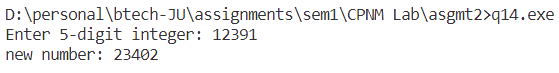 D:\personal\btech-JU\assignments\sem1\CPNM Lab\asgmt2>q14.exe
Enter 5-digit integer: 12391
new number: 23402